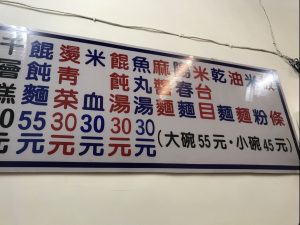 千層糕
餛飩麵55元
燙青菜30元
米血30元
餛飩湯30元
魚丸湯30元
麻醬麵
陽春麵
米台目
乾麵
油麵
米粉
條
(大碗55元·小碗45元)